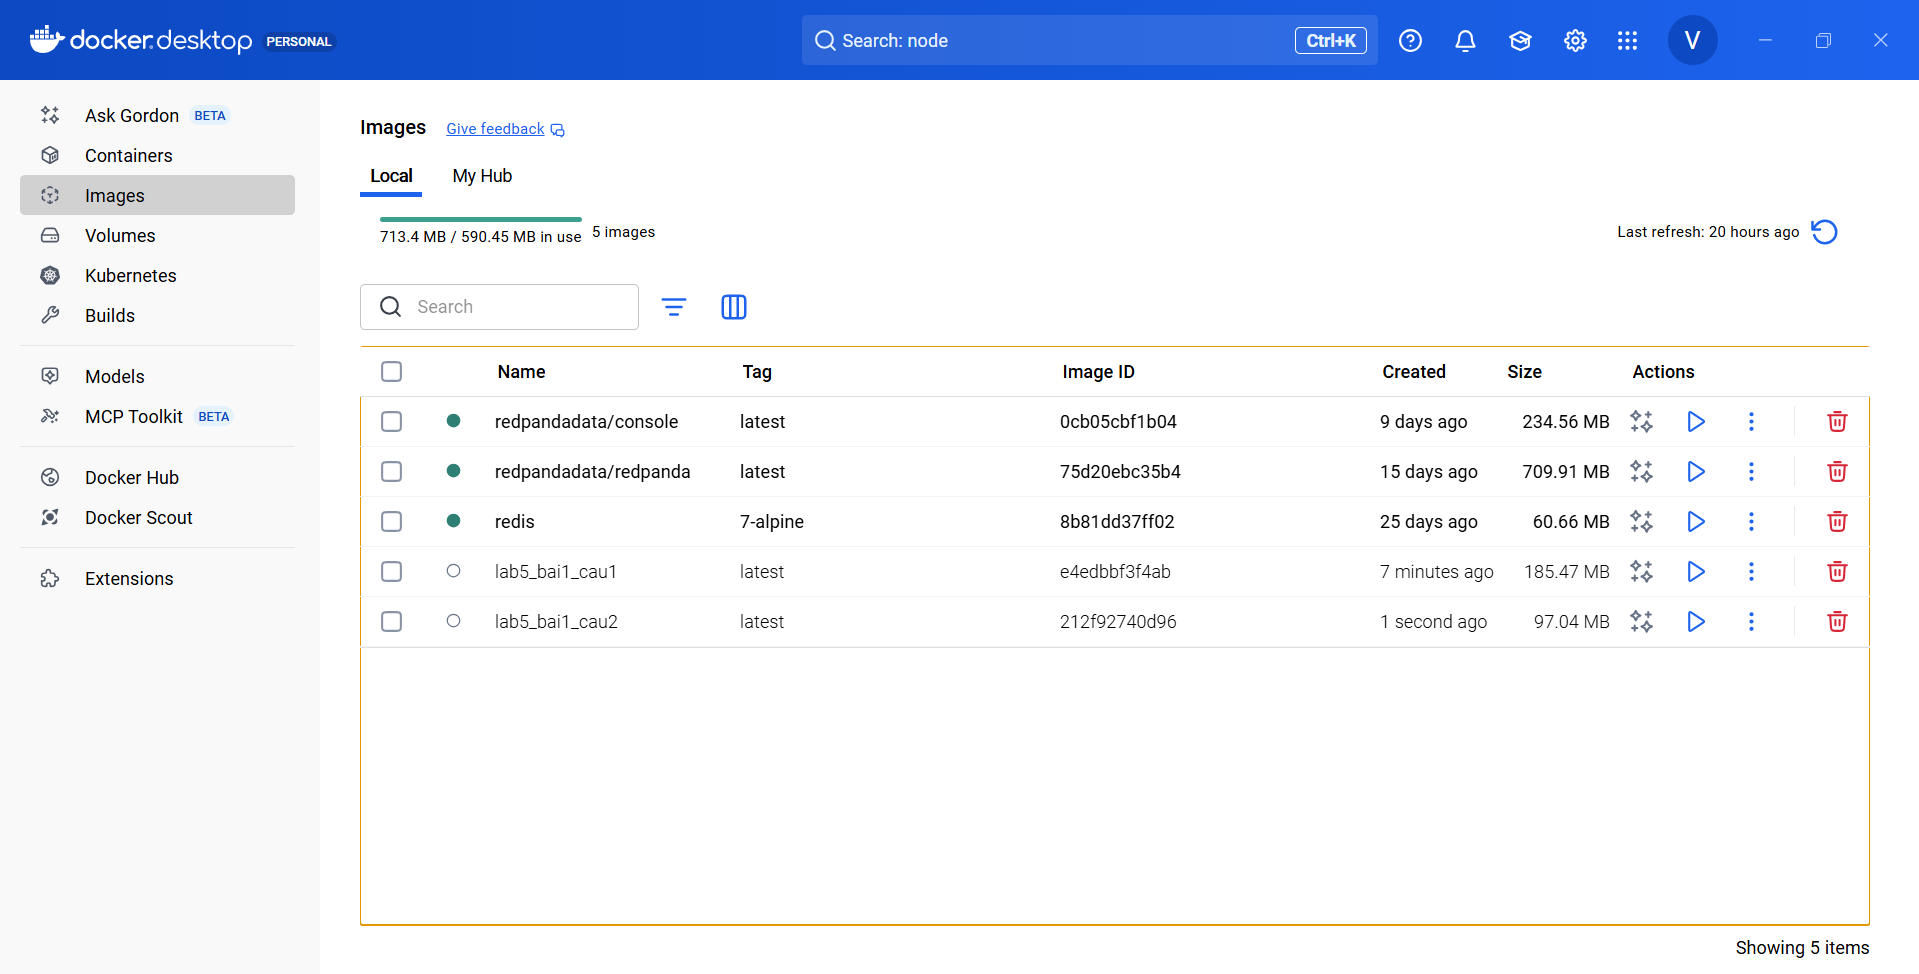 docker.desktop PERSONAL
Search: node
Ctrl+K
V
Ask Gordon BETA
Containers
Images
Volumes
Kubernetes
Builds
Models
MCP Toolkit BETA
Docker Hub
Docker Scout
Extensions
Images Give feedback
Local My Hub
713.4 MB / 590.45 MB in use 5 images
Last refresh: 20 hours ago
Search
Name Tag Image ID Created Size Actions
redpandadata/console latest 0cb05cbf1b04 9 days ago 234.56 MB
redpandadata/redpanda latest 75d20ebc35b4 15 days ago 709.91 MB
redis 7-alpine 8b81dd37ff02 25 days ago 60.66 MB
lab5_bai1_cau1 latest e4edbbf3f4ab 7 minutes ago 185.47 MB
lab5_bai1_cau2 latest 212f92740d96 1 second ago 97.04 MB
Showing 5 items